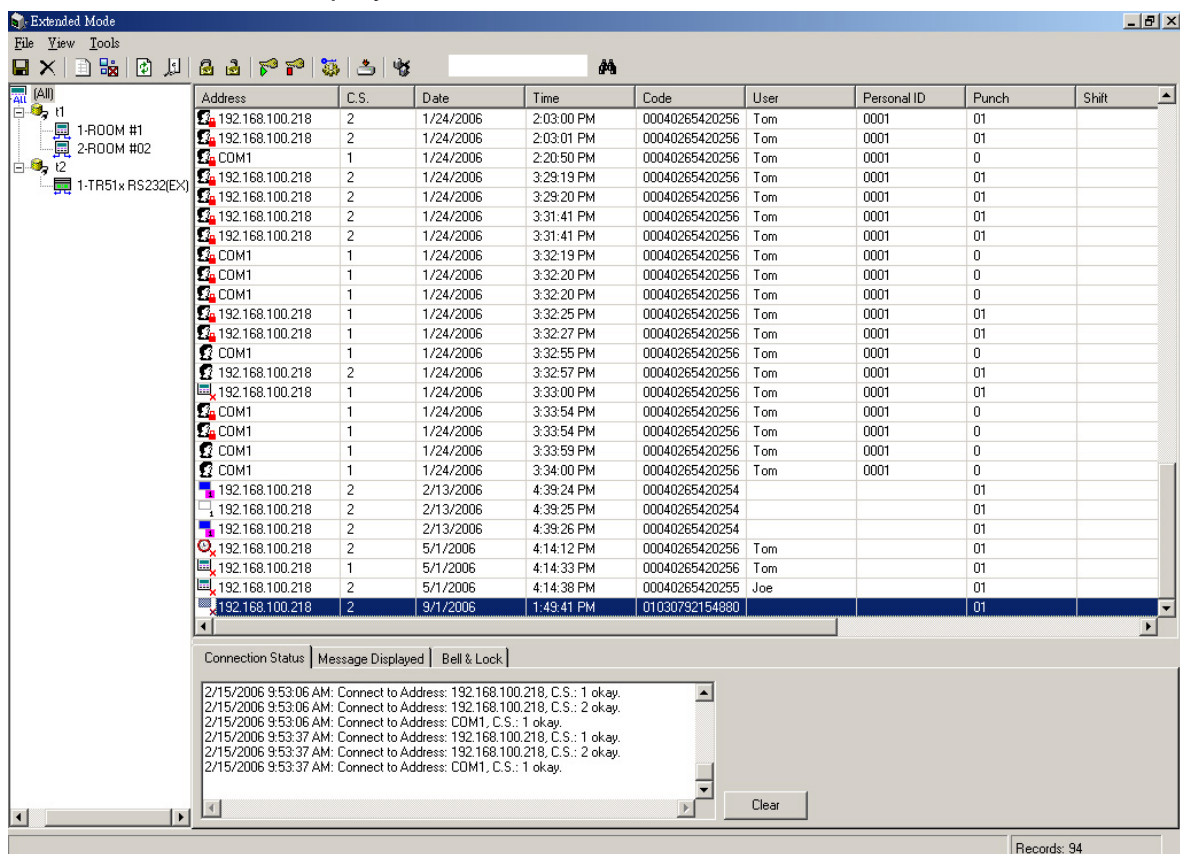 Extended Mode
File View Tools
(All)
t1
1-ROOM #1
2-ROOM #02
t2
1-TR51x RS232(EX)
Address C.S. Date Time Code User Personal ID Punch Shift
192.168.100.218 2 1/24/2006 2:03:00 PM 00040265420256 Tom 0001 01
192.168.100.218 2 1/24/2006 2:03:01 PM 00040265420256 Tom 0001 01
COM1 1 1/24/2006 2:20:50 PM 00040265420256 Tom 0001 0
192.168.100.218 2 1/24/2006 3:29:19 PM 00040265420256 Tom 0001 01
192.168.100.218 2 1/24/2006 3:29:20 PM 00040265420256 Tom 0001 01
192.168.100.218 2 1/24/2006 3:31:41 PM 00040265420256 Tom 0001 01
192.168.100.218 2 1/24/2006 3:31:41 PM 00040265420256 Tom 0001 01
COM1 1 1/24/2006 3:32:19 PM 00040265420256 Tom 0001 0
COM1 1 1/24/2006 3:32:20 PM 00040265420256 Tom 0001 0
COM1 1 1/24/2006 3:32:20 PM 00040265420256 Tom 0001 0
192.168.100.218 1 1/24/2006 3:32:25 PM 00040265420256 Tom 0001 01
192.168.100.218 1 1/24/2006 3:32:27 PM 00040265420256 Tom 0001 01
COM1 1 1/24/2006 3:32:55 PM 00040265420256 Tom 0001 0
192.168.100.218 2 1/24/2006 3:32:57 PM 00040265420256 Tom 0001 01
192.168.100.218 1 1/24/2006 3:33:00 PM 00040265420256 Tom 0001 01
COM1 1 1/24/2006 3:33:54 PM 00040265420256 Tom 0001 0
COM1 1 1/24/2006 3:33:54 PM 00040265420256 Tom 0001 0
COM1 1 1/24/2006 3:33:59 PM 00040265420256 Tom 0001 0
COM1 1 1/24/2006 3:34:00 PM 00040265420256 Tom 0001 0
192.168.100.218 2 2/13/2006 4:39:24 PM 00040265420254 01
192.168.100.218 2 2/13/2006 4:39:25 PM 00040265420254 01
192.168.100.218 2 2/13/2006 4:39:26 PM 00040265420254 01
192.168.100.218 2 5/1/2006 4:14:12 PM 00040265420256 Tom 01
192.168.100.218 1 5/1/2006 4:14:33 PM 00040265420256 Tom 01
192.168.100.218 2 5/1/2006 4:14:38 PM 00040265420255 Joe 01
192.168.100.218 2 9/1/2006 1:49:41 PM 01030792154880 01
Connection Status Message Displayed Bell & Lock
2/15/2006 9:53:06 AM: Connect to Address: 192.168.100.218, C.S.: 1 okay.
2/15/2006 9:53:06 AM: Connect to Address: 192.168.100.218, C.S.: 2 okay.
2/15/2006 9:53:06 AM: Connect to Address: COM1, C.S.: 1 okay.
2/15/2006 9:53:37 AM: Connect to Address: 192.168.100.218, C.S.: 1 okay.
2/15/2006 9:53:37 AM: Connect to Address: 192.168.100.218, C.S.: 2 okay.
2/15/2006 9:53:37 AM: Connect to Address: COM1, C.S.: 1 okay.
Clear
Records: 94